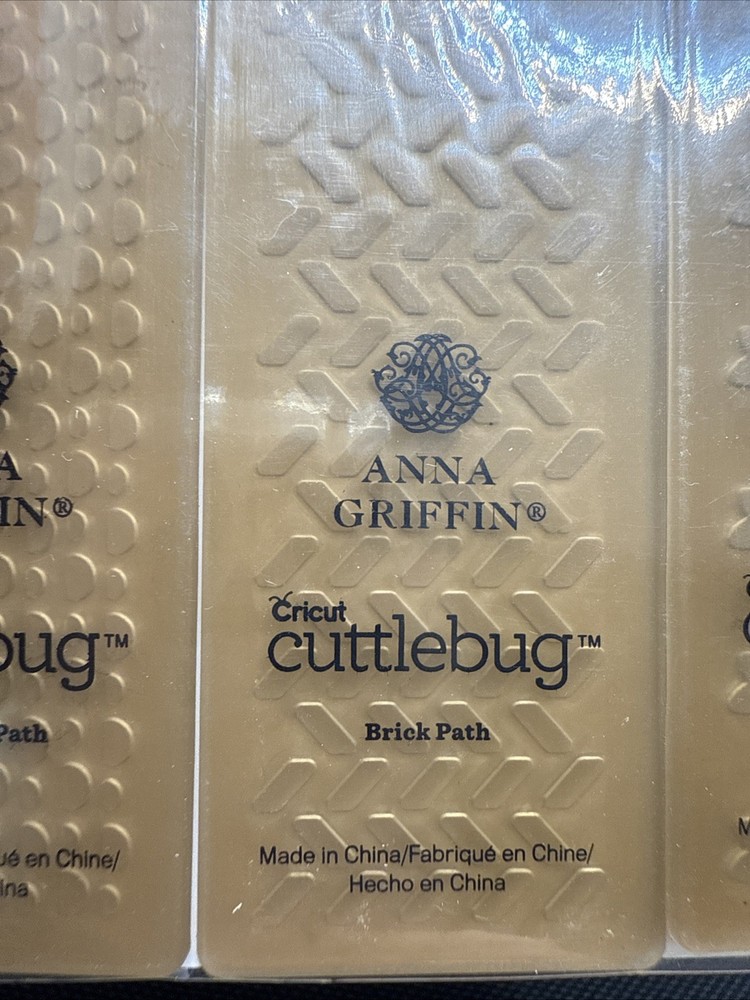 ANNA
GRIFFIN®
Cricut
cuttlebug™
Brick Path
Made in China/Fabriqué en Chine/
Hecho en China
A
IN®
bug™
Path
ué en Chine/
ina
M